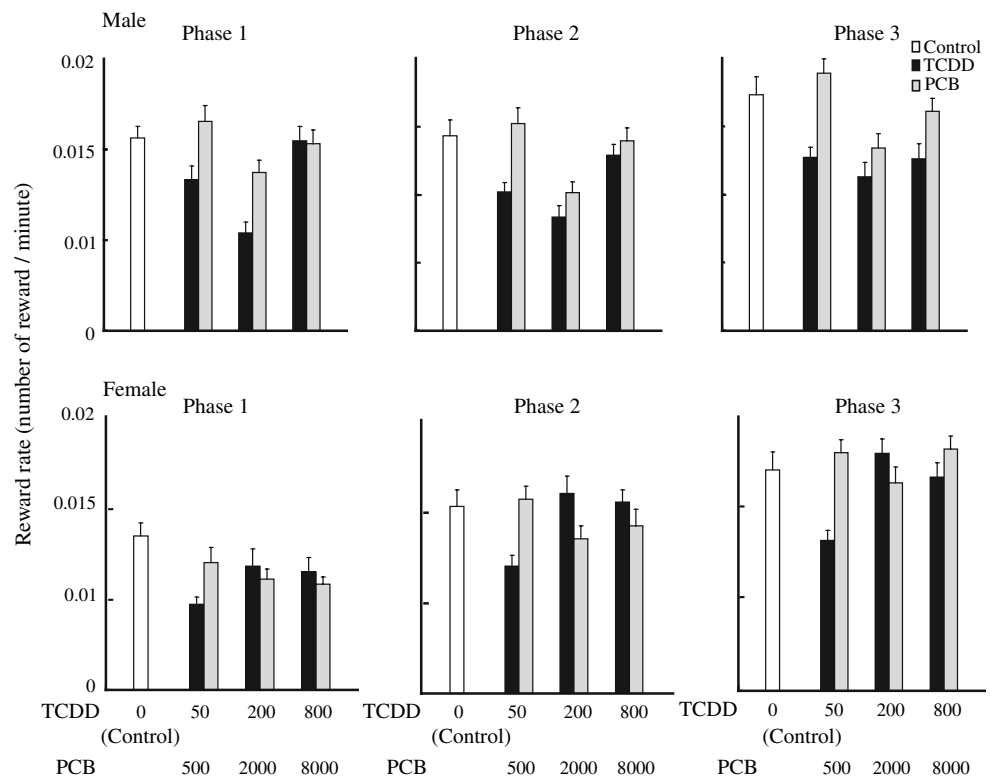 Male
Phase 1
Phase 2
Phase 3
Control
TCDD
PCB
0.02
0.015
0.01
0
Reward rate (number of reward / minute)
Female
Phase 1
Phase 2
Phase 3
0.02
0.015
0.01
0
TCDD 0 50 200 800 TCDD 0 50 200 800 TCDD 0 50 200 800
(Control) (Control) (Control)
PCB 500 2000 8000 PCB 500 2000 8000 PCB 500 2000 8000